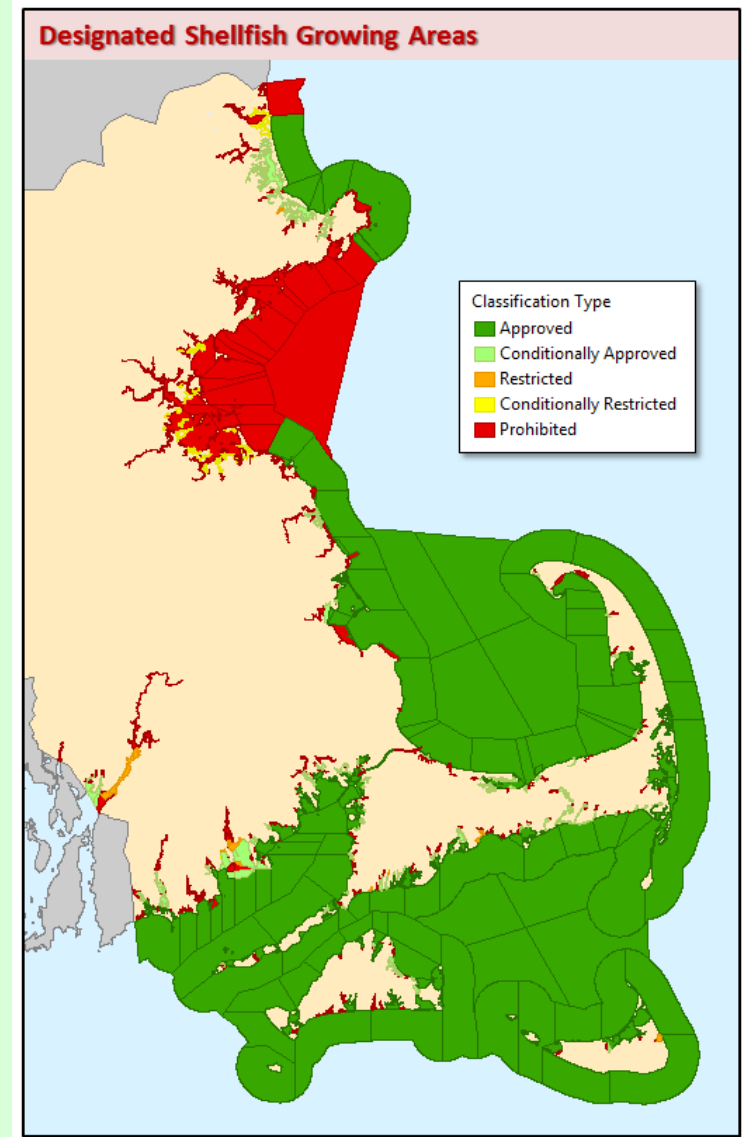 Designated Shellfish Growing Areas
Classification Type
Approved
Conditionally Approved
Restricted
Conditionally Restricted
Prohibited